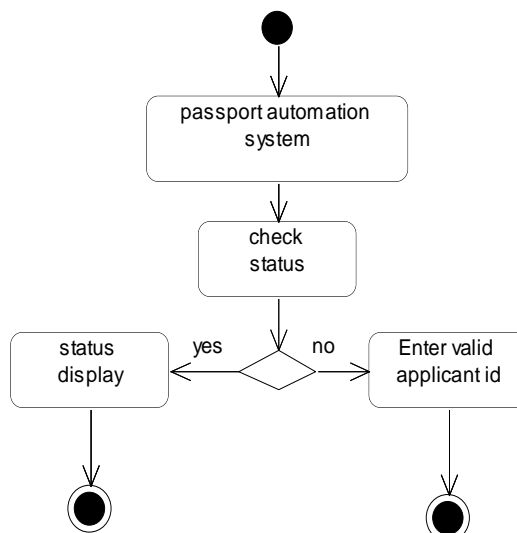 passport automation
system
check
status
yes
no
status
display
Enter valid
applicant id